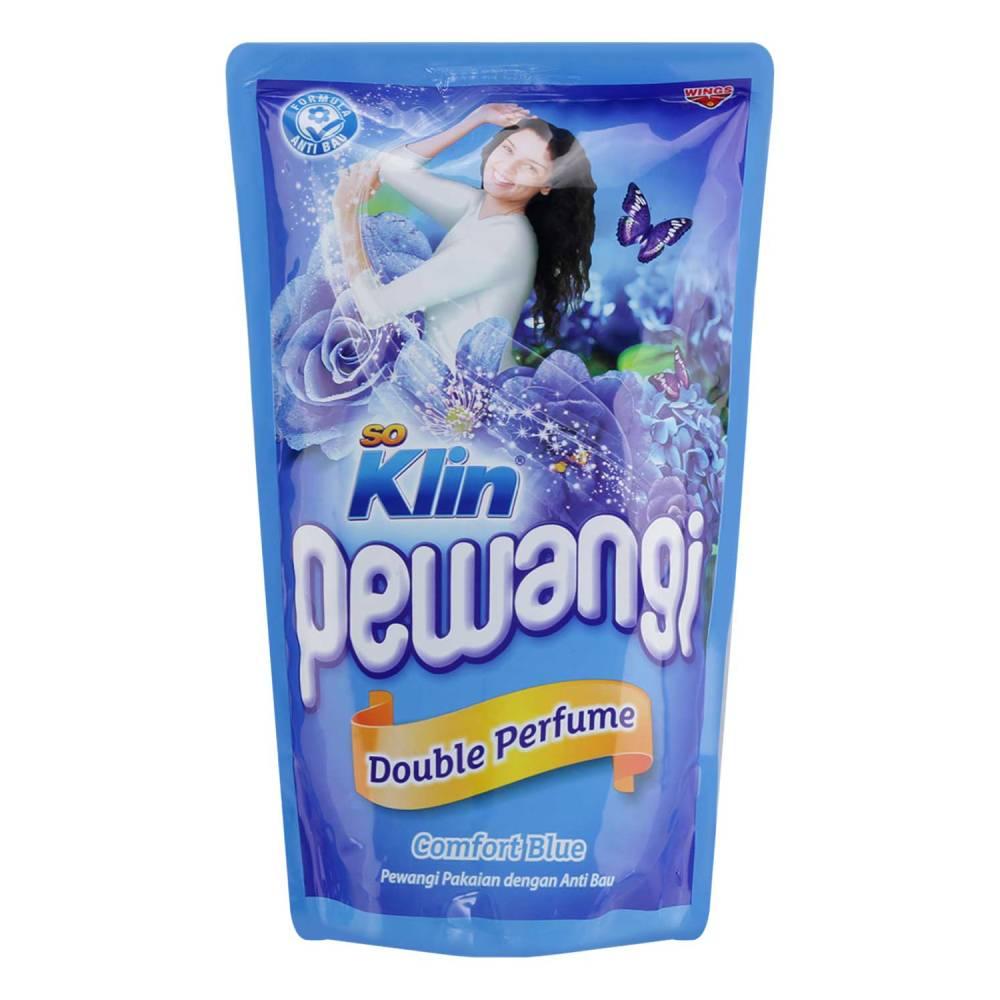 FORMULA
ANTI BAU
WINGS
SO
Klin®
Pewangi
Double Perfume
Comfort Blue
Pewangi Pakaian dengan Anti Bau